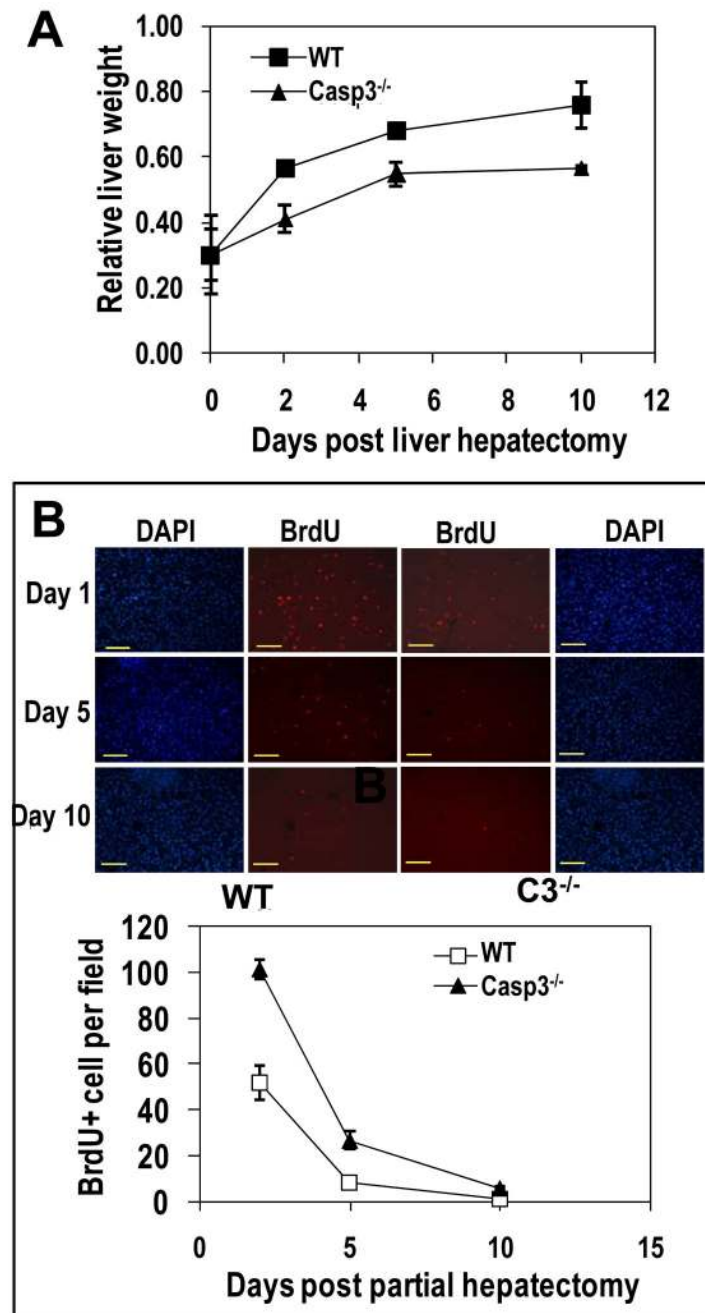 A
Relative liver weight
1.00
0.80
0.60
0.40
0.20
0.00
WT
Casp3-/-
0 2 4 6 8 10 12
Days post liver hepatectomy
B
DAPI BrdU BrdU DAPI
Day 1
Day 5
Day 10
B
WT C3-/-
BrdU+ cell per field
120
100
80
60
40
20
0
WT
Casp3-/-
0 5 10 15
Days post partial hepatectomy